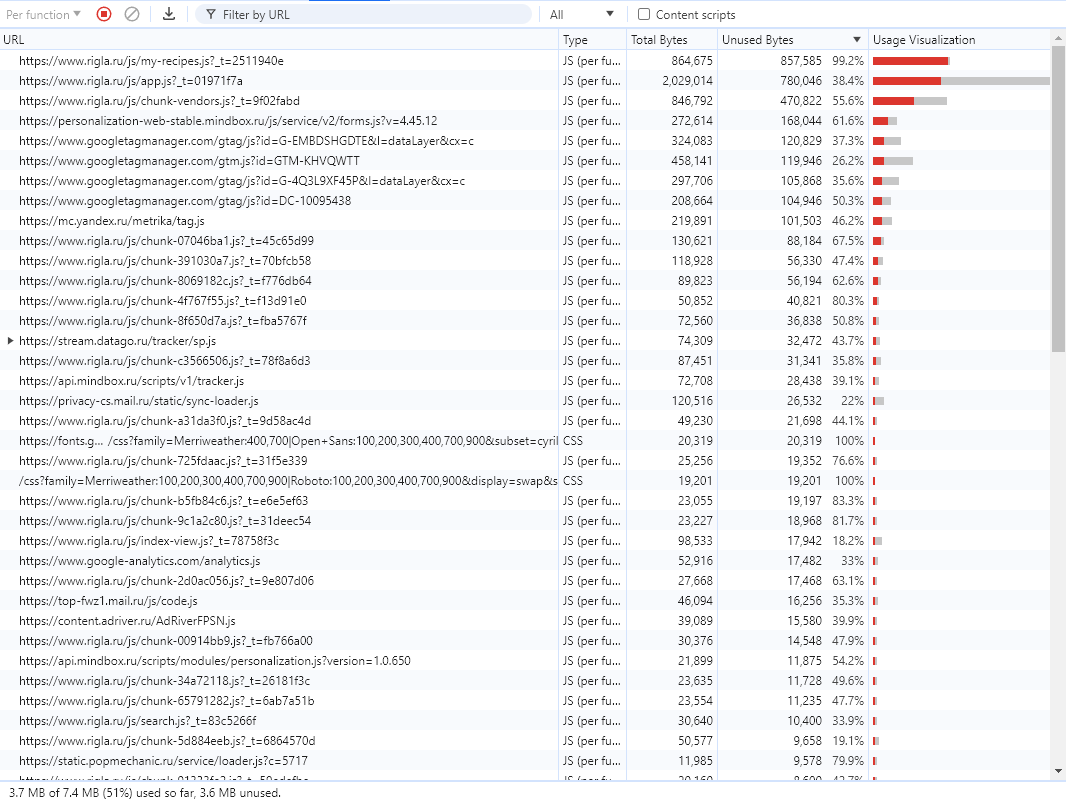 Per function All Content scripts
Filter by URL
URL Type Total Bytes Unused Bytes Usage Visualization
https://www.rigla.ru/js/my-recipes.js?_t=2511940e JS (per fu... 864,675 857,585 99.2%
https://www.rigla.ru/js/app.js?_t=01971f7a JS (per fu... 2,029,014 780,046 38.4%
https://www.rigla.ru/js/chunk-vendors.js?_t=9f02fabd JS (per fu... 846,792 470,822 55.6%
https://personalization-web-stable.mindbox.ru/js/service/v2/forms.js?v=4.45.12 JS (per fu... 272,614 168,044 61.6%
https://www.googletagmanager.com/gtag/js?id=G-EMBDSHGDTE&l=dataLayer&cx=c JS (per fu... 324,083 120,829 37.3%
https://www.googletagmanager.com/gtm.js?id=GTM-KHVQWTT JS (per fu... 458,141 119,946 26.2%
https://www.googletagmanager.com/gtag/js?id=G-4Q3L9XF45P&l=dataLayer&cx=c JS (per fu... 297,706 105,868 35.6%
https://www.googletagmanager.com/gtag/js?id=DC-10095438 JS (per fu... 208,664 104,946 50.3%
https://mc.yandex.ru/metrika/tag.js JS (per fu... 219,891 101,503 46.2%
https://www.rigla.ru/js/chunk-07046ba1.js?_t=45c65d99 JS (per fu... 130,621 88,184 67.5%
https://www.rigla.ru/js/chunk-391030a7.js?_t=70bfcb58 JS (per fu... 118,928 56,330 47.4%
https://www.rigla.ru/js/chunk-8069182c.js?_t=f776db64 JS (per fu... 89,823 56,194 62.6%
https://www.rigla.ru/js/chunk-4f767f55.js?_t=f13d91e0 JS (per fu... 50,852 40,821 80.3%
https://www.rigla.ru/js/chunk-8f650d7a.js?_t=fba5767f JS (per fu... 72,560 36,838 50.8%
https://stream.datago.ru/tracker/sp.js JS (per fu... 74,309 32,472 43.7%
https://www.rigla.ru/js/chunk-c3566506.js?_t=78f8a6d3 JS (per fu... 87,451 31,341 35.8%
https://api.mindbox.ru/scripts/v1/tracker.js JS (per fu... 72,708 28,438 39.1%
https://privacy-cs.mail.ru/static/sync-loader.js JS (per fu... 120,516 26,532 22%
https://www.rigla.ru/js/chunk-a31da3f0.js?_t=9d58ac4d JS (per fu... 49,230 21,698 44.1%
https://fonts.g... /css?family=Merriweather:400,700|Open+Sans:100,200,300,400,700,900&subset=cyril CSS 20,319 20,319 100%
https://www.rigla.ru/js/chunk-725fdaac.js?_t=31f5e339 JS (per fu... 25,256 19,352 76.6%
/css?family=Merriweather:100,200,300,400,700,900|Roboto:100,200,300,400,700,900&display=swap&s CSS 19,201 19,201 100%
https://www.rigla.ru/js/chunk-b5fb84c6.js?_t=e6e5ef63 JS (per fu... 23,055 19,197 83.3%
https://www.rigla.ru/js/chunk-9c1a2c80.js?_t=31deec54 JS (per fu... 23,227 18,968 81.7%
https://www.rigla.ru/js/index-view.js?_t=78758f3c JS (per fu... 98,533 17,942 18.2%
https://www.google-analytics.com/analytics.js JS (per fu... 52,916 17,482 33%
https://www.rigla.ru/js/chunk-2d0ac056.js?_t=9e807d06 JS (per fu... 27,668 17,468 63.1%
https://top-fwz1.mail.ru/js/code.js JS (per fu... 46,094 16,256 35.3%
https://content.adriver.ru/AdRiverFPSN.js JS (per fu... 39,089 15,580 39.9%
https://www.rigla.ru/js/chunk-00914bb9.js?_t=fb766a00 JS (per fu... 30,376 14,548 47.9%
https://api.mindbox.ru/scripts/modules/personalization.js?version=1.0.650 JS (per fu... 21,899 11,875 54.2%
https://www.rigla.ru/js/chunk-34a72118.js?_t=26181f3c JS (per fu... 23,635 11,728 49.6%
https://www.rigla.ru/js/chunk-65791282.js?_t=6ab7a51b JS (per fu... 23,554 11,235 47.7%
https://www.rigla.ru/js/search.js?_t=83c5266f JS (per fu... 30,640 10,400 33.9%
https://www.rigla.ru/js/chunk-5d884eeb.js?_t=6864570d JS (per fu... 50,577 9,658 19.1%
https://static.popmechanic.ru/service/loader.js?c=5717 JS (per fu... 11,985 9,578 79.9%
3.7 MB of 7.4 MB (51%) used so far, 3.6 MB unused.